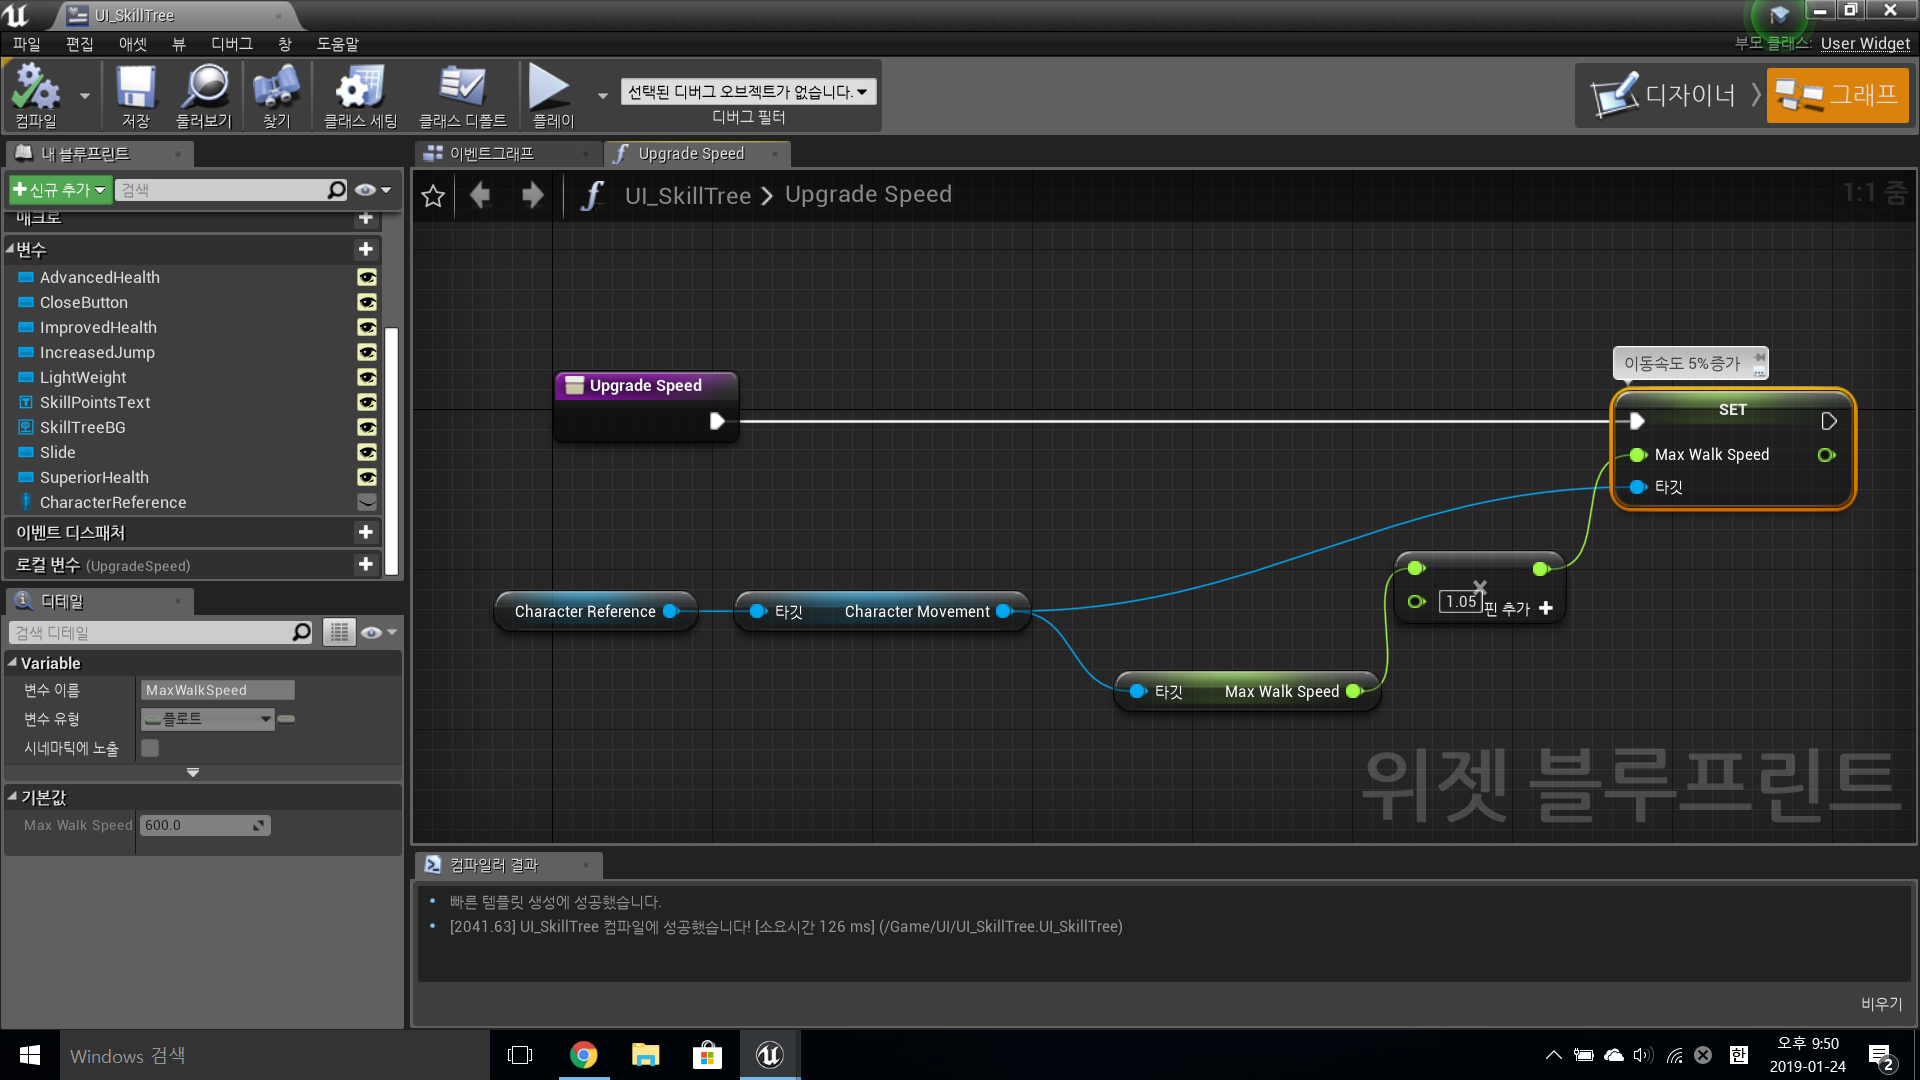 UI_SkillTree
파일 편집 애셋 뷰 디버그 창 도움말
부모 클래스: User Widget
컴파일 저장 둘러보기 찾기 클래스 세팅 클래스 디폴트 플레이
선택된 디버그 오브젝트가 없습니다.
디버그 필터
디자이너 그래프
내 블루프린트
이벤트그래프 Upgrade Speed
신규 추가 검색
UI_SkillTree > Upgrade Speed
1:1 줌
매크로
변수
AdvancedHealth
CloseButton
ImprovedHealth
IncreasedJump
LightWeight
SkillPointsText
SkillTreeBG
Slide
SuperiorHealth
CharacterReference
이벤트 디스패처
로컬 변수 (UpgradeSpeed)
디테일
검색 디테일
Variable
변수 이름 MaxWalkSpeed
변수 유형 플로트
시네마틱에 노출
기본값
Max Walk Speed 600.0
Upgrade Speed
이동속도 5%증가
SET
Max Walk Speed
타깃
Character Reference
타깃 Character Movement
1.05
핀 추가
타깃 Max Walk Speed
위젯 블루프린트
컴파일러 결과
빠른 템플릿 생성에 성공했습니다.
[2041.63] UI_SkillTree 컴파일에 성공했습니다! [소요시간 126 ms] (/Game/UI/UI_SkillTree.UI_SkillTree)
비우기
Windows 검색
한
오후 9:50
2019-01-24
2